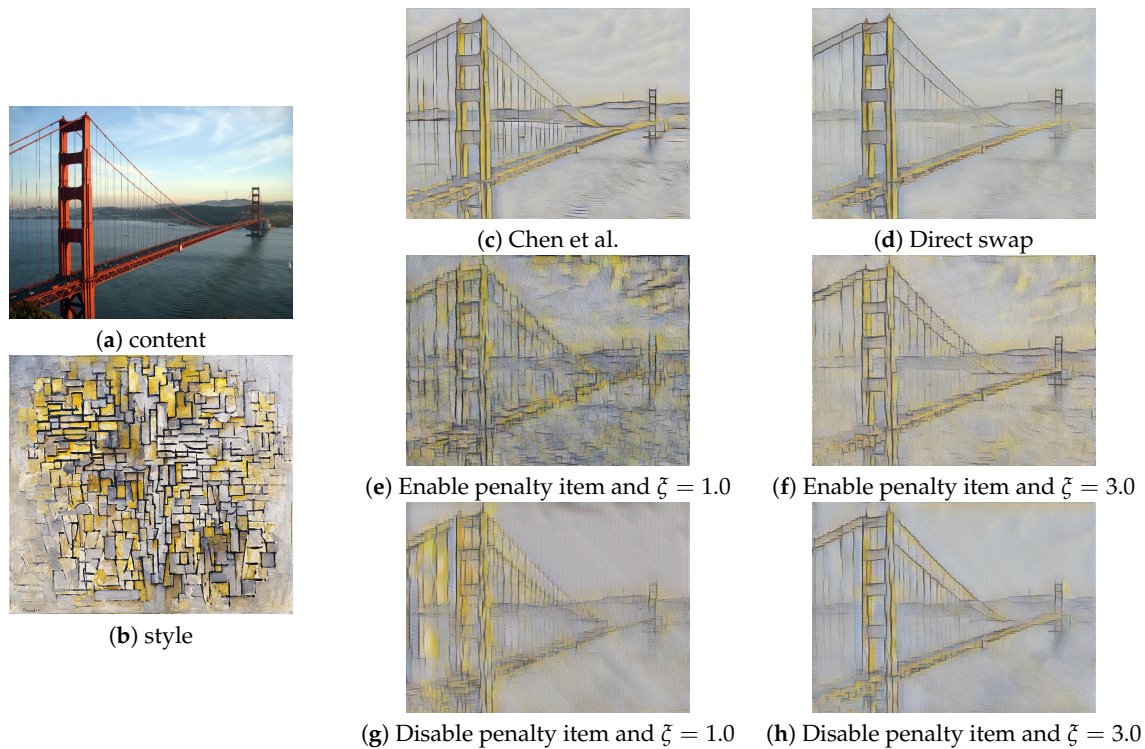 (a) content
(b) style
(c) Chen et al.
(d) Direct swap
(e) Enable penalty item and ξ = 1.0
(f) Enable penalty item and ξ = 3.0
(g) Disable penalty item and ξ = 1.0
(h) Disable penalty item and ξ = 3.0